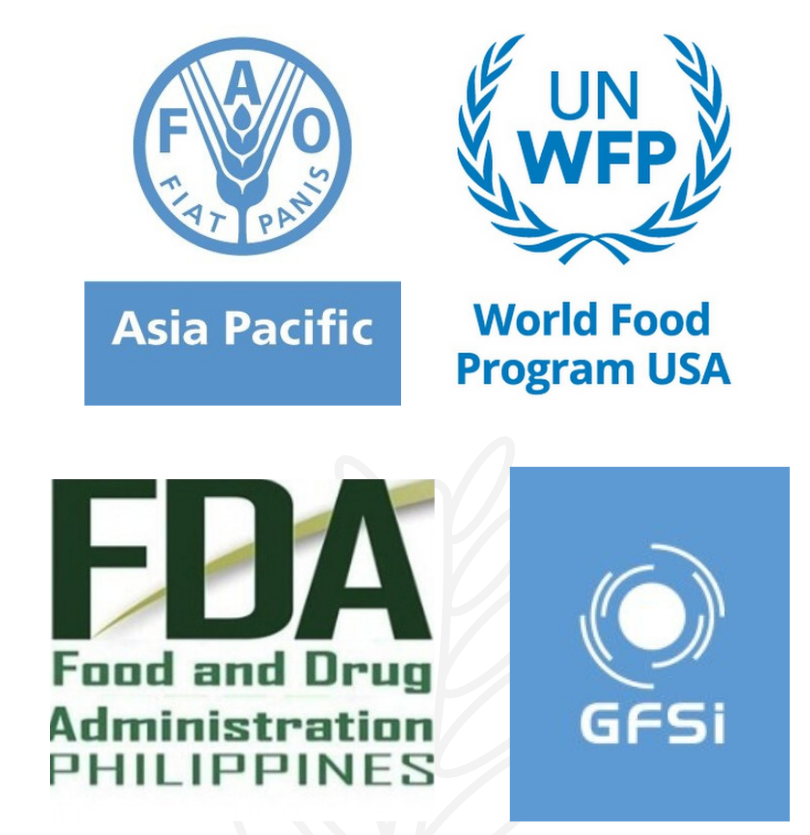 F A O
FIAT PANIS
Asia Pacific
UN
WFP
World Food
Program USA
FDA
Food and Drug
Administration
PHILIPPINES
GFSi